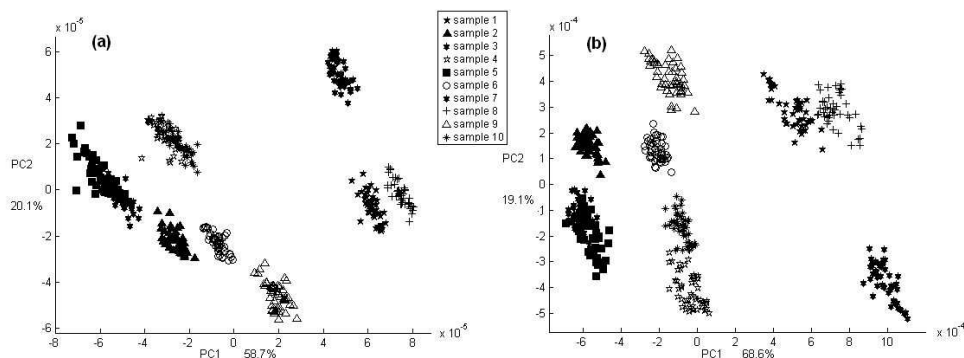 x 10⁻⁵
(a)
6
4
2
0
-2
-4
-6
PC2
20.1%
-8
-6
-4
-2
0
2
4
6
8
x 10⁻⁵
PC1
58.7%
sample 1
sample 2
sample 3
sample 4
sample 5
sample 6
sample 7
sample 8
sample 9
sample 10
x 10⁻⁴
(b)
5
4
3
2
1
0
-1
-2
-3
-4
-5
PC2
19.1%
-6
-4
-2
0
2
4
6
8
10
x 10⁻⁴
PC1
68.6%